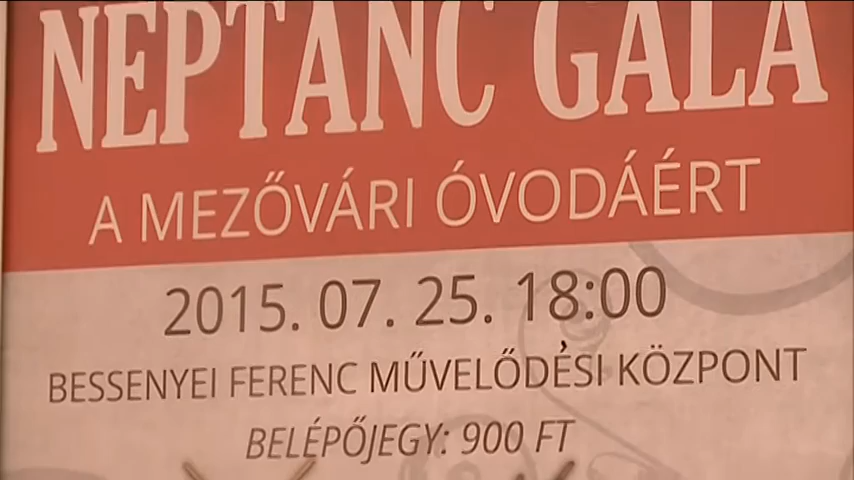 NÉPTÁNC GÁLA
A MEZŐVÁRI ÓVODÁÉRT
2015. 07. 25. 18:00
BESSENYEI FERENC MŰVELŐDÉSI KÖZPONT
BELÉPŐJEGY: 900 FT